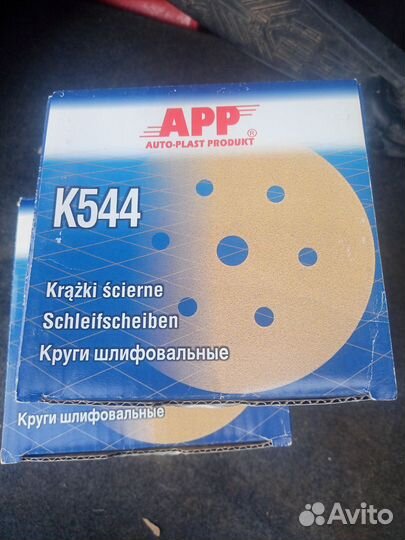 APP®
AUTO-PLAST PRODUKT
K544
Krążki ścierne
Schleifscheiben
Круги шлифовальные
Круги шлифовальные
Avito